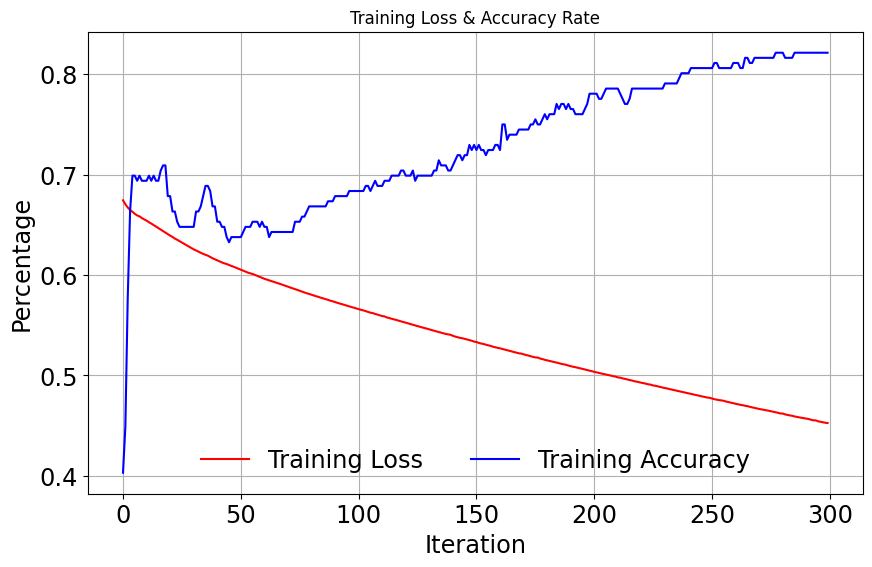 Training Loss & Accuracy Rate
0.8
0.7
0.6
0.5
0.4
Percentage
Training Loss
Training Accuracy
0 50 100 150 200 250 300
Iteration